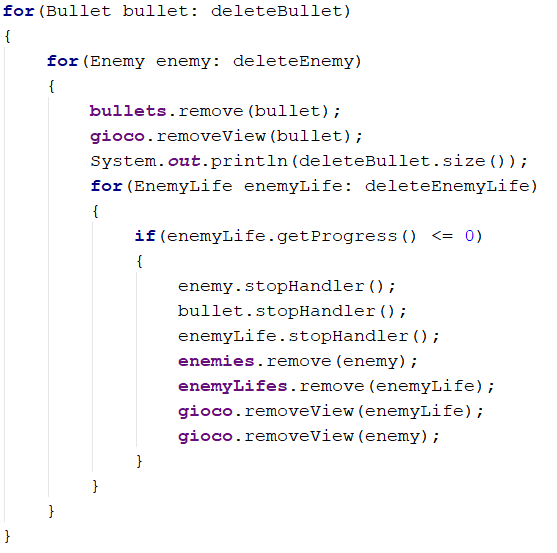 for(Bullet bullet: deleteBullet)
{
    for(Enemy enemy: deleteEnemy)
    {
        bullets.remove(bullet);
        gioco.removeView(bullet);
        System.out.println(deleteBullet.size());
        for(EnemyLife enemyLife: deleteEnemyLife)
        {
            if(enemyLife.getProgress() <= 0)
            {
                enemy.stopHandler();
                bullet.stopHandler();
                enemyLife.stopHandler();
                enemies.remove(enemy);
                enemyLifes.remove(enemyLife);
                gioco.removeView(enemyLife);
                gioco.removeView(enemy);
            }
        }
    }
}